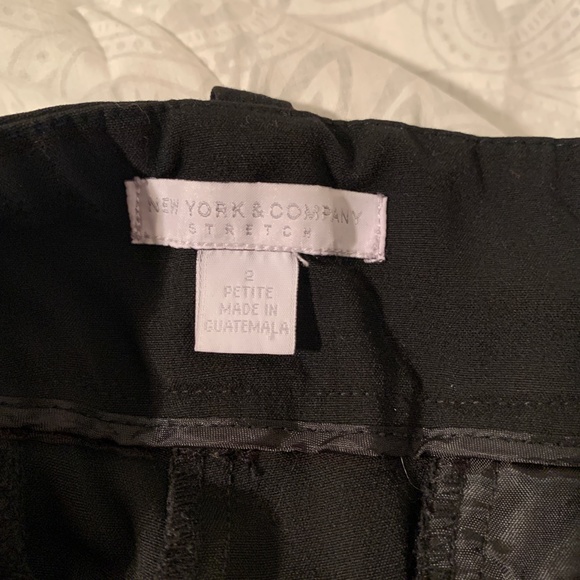 NEW YORK & COMPANY
STRETCH
2
PETITE
MADE IN
GUATEMALA